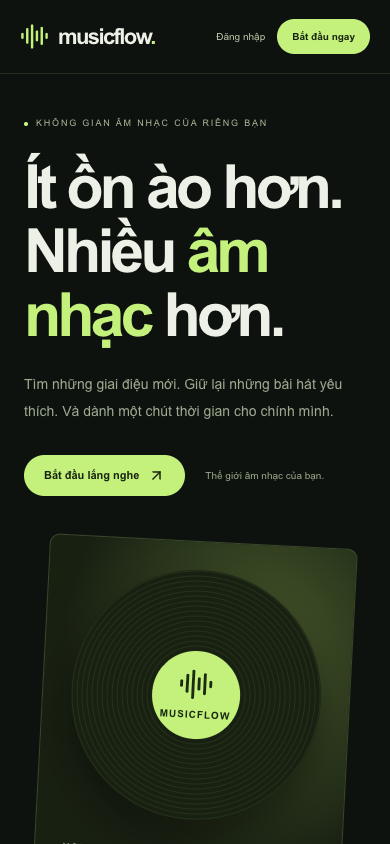 musicflow.
Đăng nhập
Bắt đầu ngay
KHÔNG GIAN ÂM NHẠC CỦA RIÊNG BẠN
Ít ồn ào hơn.
Nhiều âm
nhạc hơn.
Tìm những giai điệu mới. Giữ lại những bài hát yêu
thích. Và dành một chút thời gian cho chính mình.
Bắt đầu lắng nghe
Thế giới âm nhạc của bạn.
MUSICFLOW